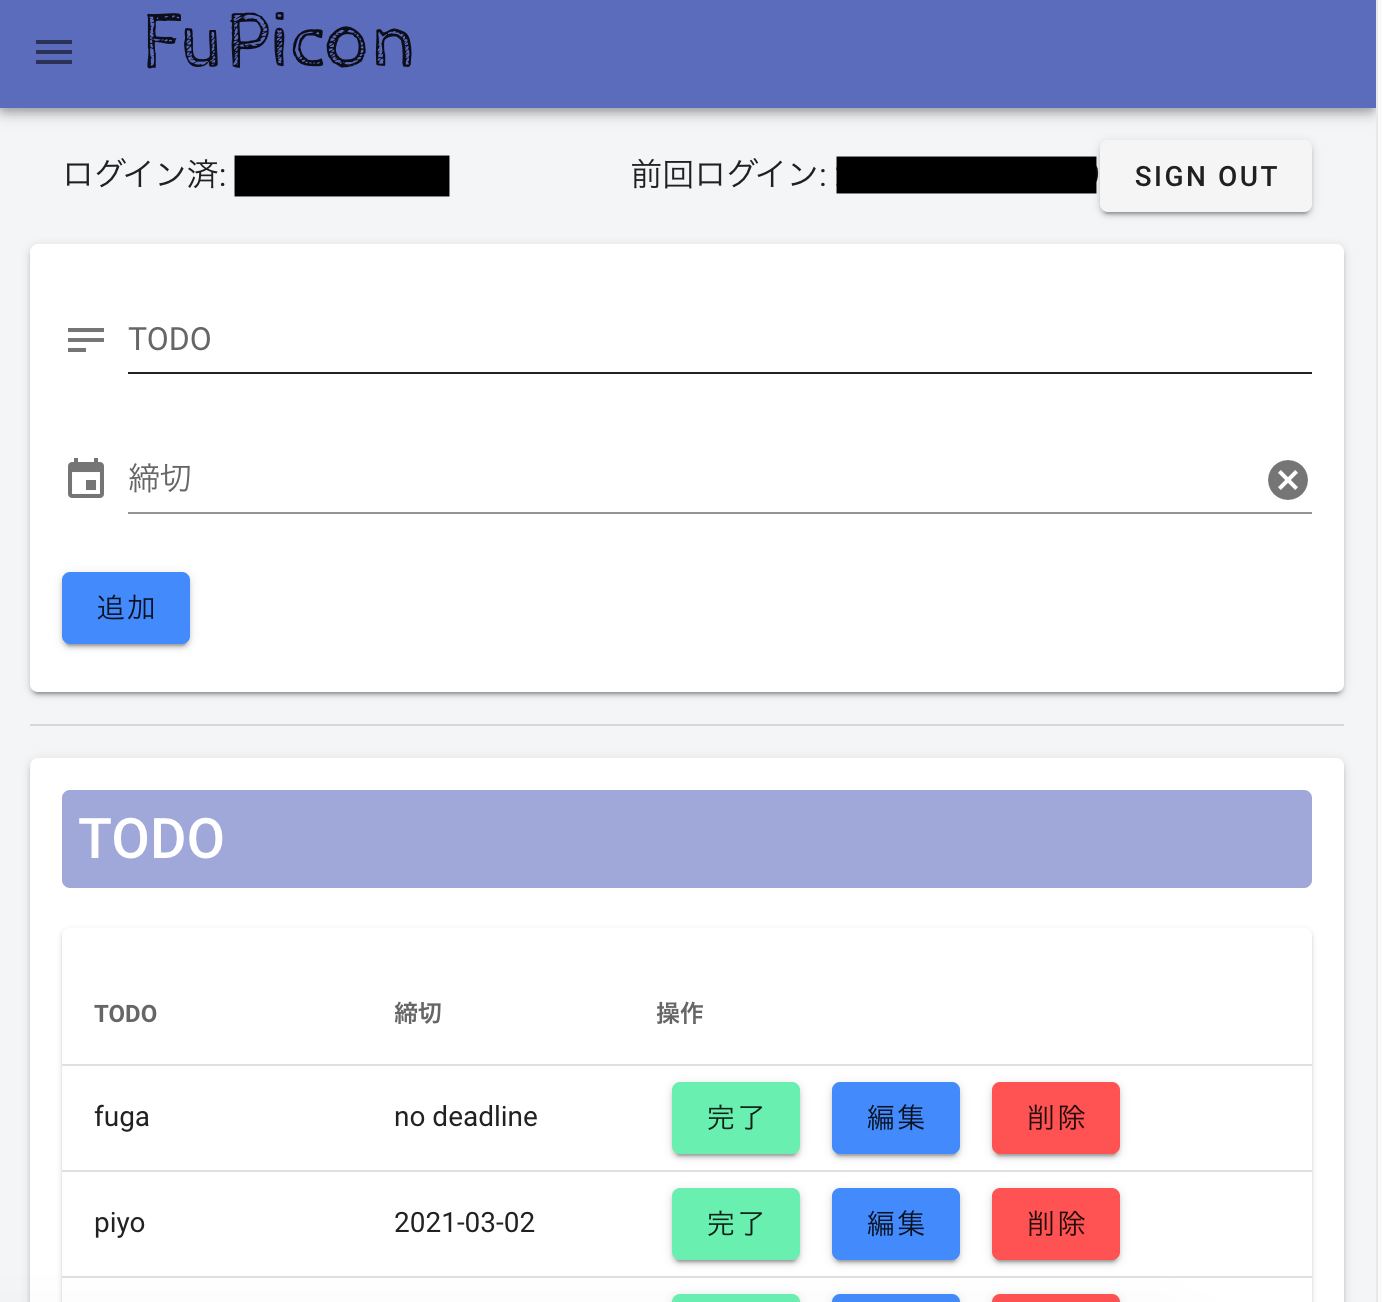 FuPicon
ログイン済: 前回ログイン: SIGN OUT
TODO
締切
追加
TODO
TODO 締切 操作
fuga no deadline 完了 編集 削除
piyo 2021-03-02 完了 編集 削除